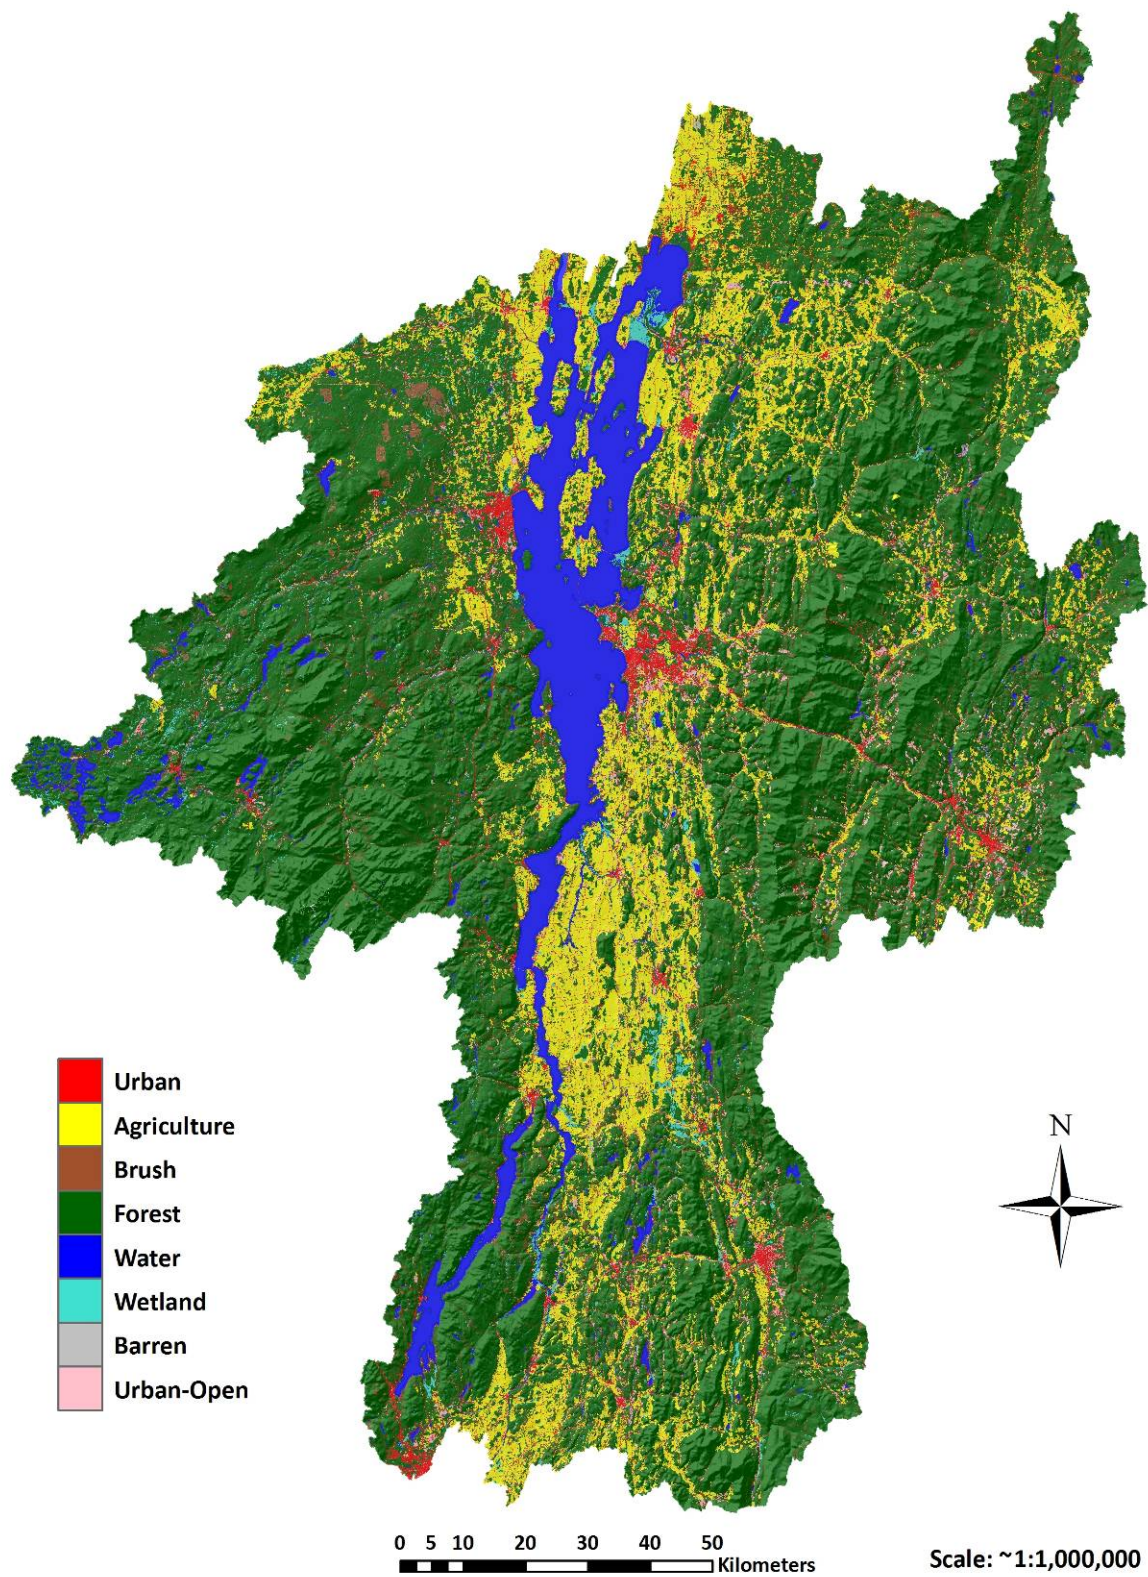 Urban
Agriculture
Brush
Forest
Water
Wetland
Barren
Urban-Open
N
0 5 10 20 30 40 50
Kilometers
Scale: ~1:1,000,000